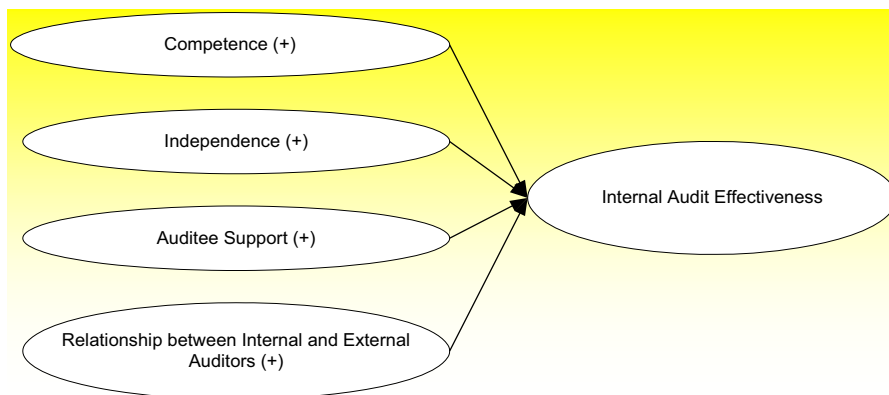 Competence (+)
Independence (+)
Auditee Support (+)
Relationship between Internal and External
Auditors (+)
Internal Audit Effectiveness